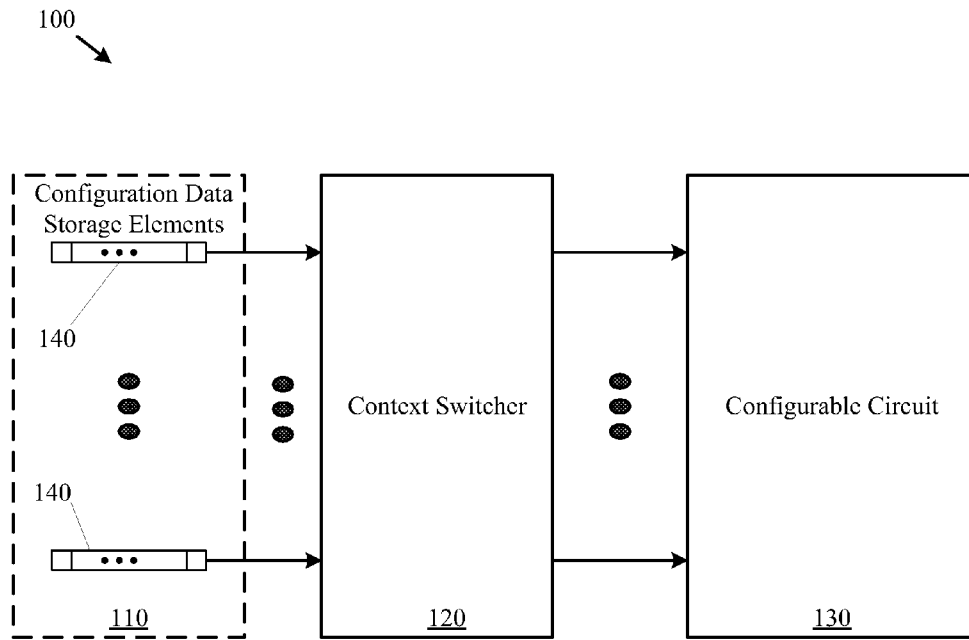 100
Configuration Data
Storage Elements
140
Context Switcher
Configurable Circuit
140
110
120
130